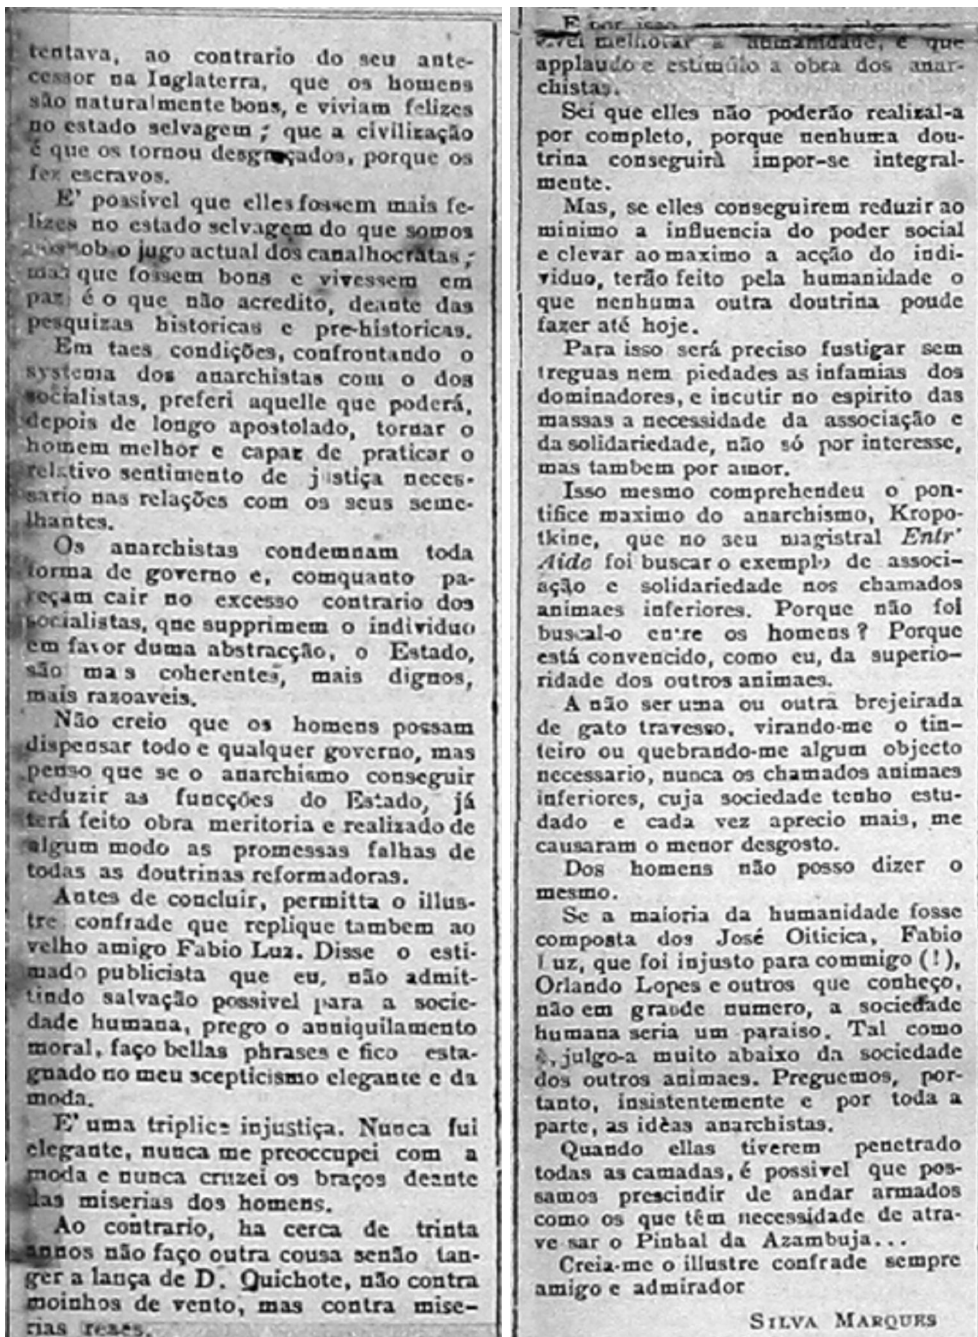 tentava, ao contrario do seu ante-
cessor na Inglaterra, que os homens
são naturalmente bons, e viviam felizes
no estado selvagem; que a civilização
é que os tornou desgraçados, porque os
fez escravos.
E' possivel que elles fossem mais fe-
lizes no estado selvagem do que somos
sob o jugo actual dos canalhocratas;
mas que fossem bons e vivessem em
paz é o que não acredito, deante das
pesquizas historicas e pre-historicas.
Em taes condições, confrontando o
systema dos anarchistas com o dos
socialistas, preferi aquelle que poderá,
depois de longo apostolado, tornar o
homem melhor e capaz de praticar o
relativo sentimento de justiça neces-
sario nas relações com os seus seme-
lhantes.
Os anarchistas condemnam toda
forma de governo e, comquanto pa-
reçam cair no excesso contrario dos
socialistas, que supprimem o individuo
em favor duma abstracção, o Estado,
são mais coherentes, mais dignos,
mais razoaveis.
Não creio que os homens possam
dispensar todo e qualquer governo, mas
penso que se o anarchismo conseguir
reduzir as funcções do Estado, já
terá feito obra meritoria e realizado de
algum modo as promessas falhas de
todas as doutrinas reformadoras.
Antes de concluir, permitta o illus-
tre confrade que replique tambem ao
velho amigo Fabio Luz. Disse o esti-
mado publicista que eu, não admit-
tindo salvação possivel para a socie-
dade humana, prego o anniquilamento
moral, faço bellas phrases e fico esta-
gnado no meu scepticismo elegante e da
moda.
E' uma triplice injustiça. Nunca fui
elegante, nunca me preoccupei com a
moda e nunca cruzei os braços deante
das miserias dos homens.
Ao contrario, ha cerca de trinta
annos não faço outra cousa senão tan-
ger a lança de D. Quichote, não contra
moinhos de vento, mas contra mise-
rias reaes.
E por isso mesmo que julgo
melhorar a humanidade, é que
applaudo e estimúlo a obra dos anar-
chistas.
Sei que elles não poderão realizal-a
por completo, porque nenhuma dou-
trina conseguirà impor-se integral-
mente.
Mas, se elles conseguirem reduzir ao
minimo a influencia do poder social
e elevar ao maximo a acção do indi-
viduo, terão feito pela humanidade o
que nenhuma outra doutrina poude
fazer até hoje.
Para isso será preciso fustigar sem
treguas nem piedades as infamias dos
dominadores, e incutir no espirito das
massas a necessidade da associação e
da solidariedade, não só por interesse,
mas tambem por amor.
Isso mesmo comprehendeu o pon-
tifice maximo do anarchismo, Kropo-
tkine, que no seu magistral Entr'
Aide foi buscar o exemplo de associ-
ação e solidariedade nos chamados
animaes inferiores. Porque não foi
buscal-o entre os homens? Porque
está convencido, como eu, da superio-
ridade dos outros animaes.
A não ser uma ou outra brejeirada
de gato travesso, virando-me o tin-
teiro ou quebrando-me algum objecto
necessario, nunca os chamados animaes
inferiores, cuja sociedade tenho estu-
dado e cada vez aprecio mais, me
causaram o menor desgosto.
Dos homens não posso dizer o
mesmo.
Se a maioria da humanidade fosse
composta dos José Oiticica, Fabio
Luz, que foi injusto para commigo (!),
Orlando Lopes e outros que conheço,
não em grande numero, a sociedade
humana seria um paraiso. Tal como
é, julgo-a muito abaixo da sociedade
dos outros animaes. Preguemos, por-
tanto, insistentemente e por toda a
parte, as idèas anarchistas.
Quando ellas tiverem penetrado
todas as camadas, é possivel que pos-
samos prescindir de andar armados
como os que têm necessidade de atra-
vesar o Pinhal da Azambuja...
Creia-me o illustre confrade sempre
amigo e admirador
SILVA MARQUES